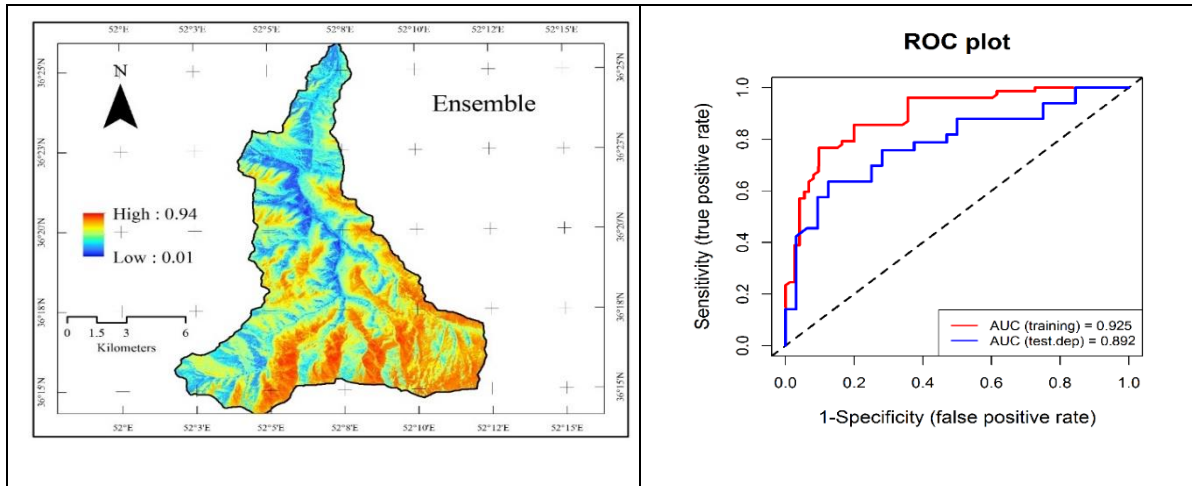 52°E 52°3'E 52°5'E 52°8'E 52°10'E 52°12'E 52°15'E
36°25'N
36°23'N
36°20'N
36°18'N
36°15'N
N
Ensemble
High : 0.94
Low : 0.01
0 1.5 3 6
Kilometers
36°25'N
36°23'N
36°20'N
36°18'N
36°15'N
52°E 52°3'E 52°5'E 52°8'E 52°10'E 52°12'E 52°15'E
ROC plot
Sensitivity (true positive rate)
1.0
0.8
0.6
0.4
0.2
0.0
AUC (training) = 0.925
AUC (test.dep) = 0.892
0.0 0.2 0.4 0.6 0.8 1.0
1-Specificity (false positive rate)